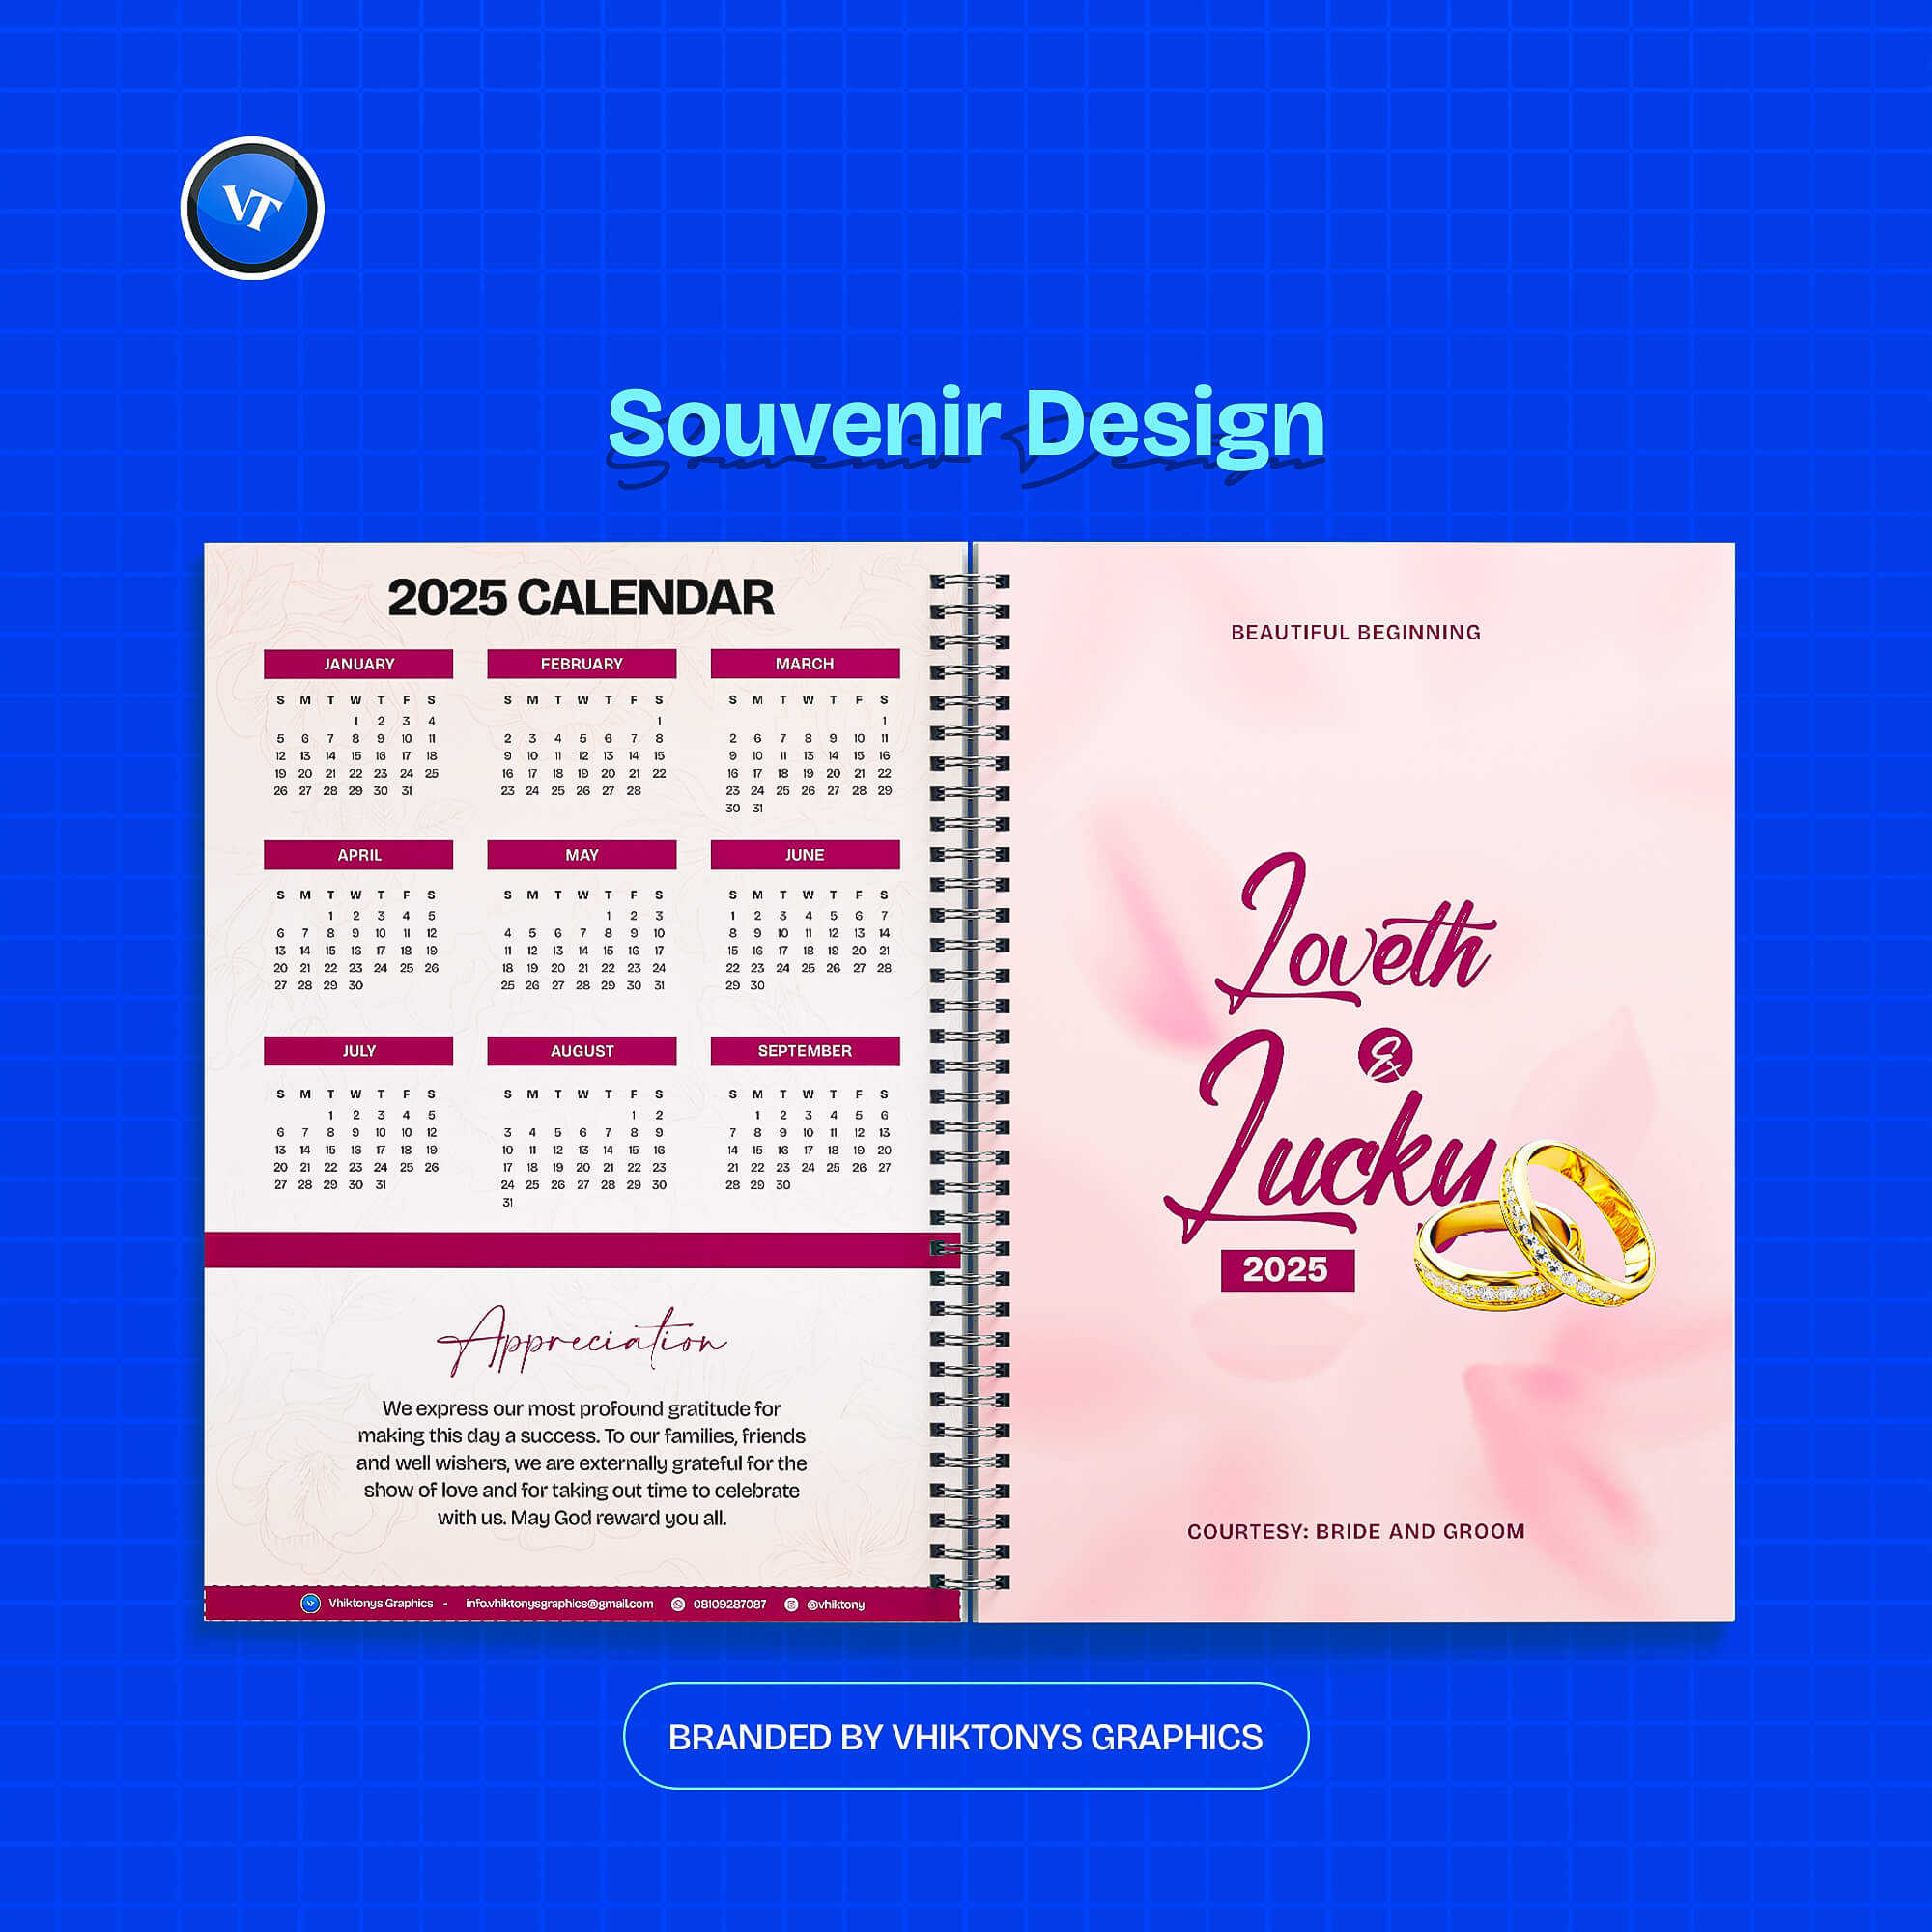 VT
Souvenir Design
Souvenir Design
2025 CALENDAR
JANUARY
S M T W T F S
1 2 3 4
5 6 7 8 9 10 11
12 13 14 15 16 17 18
19 20 21 22 23 24 25
26 27 28 29 30 31
FEBRUARY
S M T W T F S
1
2 3 4 5 6 7 8
9 10 11 12 13 14 15
16 17 18 19 20 21 22
23 24 25 26 27 28
MARCH
S M T W T F S
1
2 6 7 8 9 10 11
9 10 11 13 14 15 16
16 17 18 19 20 21 22
23 24 25 26 27 28 29
30 31
APRIL
S M T W T F S
1 2 3 4 5
6 7 8 9 10 11 12
13 14 15 16 17 18 19
20 21 22 23 24 25 26
27 28 29 30
MAY
S M T W T F S
1 2 3
4 5 6 7 8 9 10
11 12 13 14 15 16 17
18 19 20 21 22 23 24
25 26 27 28 29 30 31
JUNE
S M T W T F S
1 2 3 4 5 6 7
8 9 10 11 12 13 14
15 16 17 18 19 20 21
22 23 24 25 26 27 28
29 30
JULY
S M T W T F S
1 2 3 4 5
6 7 8 9 10 10 12
13 14 15 16 17 18 19
20 21 22 23 24 25 26
27 28 29 30 31
AUGUST
S M T W T F S
1 2
3 4 5 6 7 8 9
10 11 12 13 14 15 16
17 18 19 20 21 22 23
24 25 26 27 28 29 30
31
SEPTEMBER
S M T W T F S
1 2 3 4 5 6
7 8 9 10 11 12 13
14 15 16 17 18 19 20
21 22 23 24 25 26 27
28 29 30
Appreciation
We express our most profound gratitude for
making this day a success. To our families, friends
and well wishers, we are externally grateful for the
show of love and for taking out time to celebrate
with us. May God reward you all.
VT Vhiktonys Graphics - info.vhiktonysgraphics@gmail.com 08109287087 @vhiktony
BEAUTIFUL BEGINNING
Loveth
&
Lucky
2025
COURTESY: BRIDE AND GROOM
BRANDED BY VHIKTONYS GRAPHICS